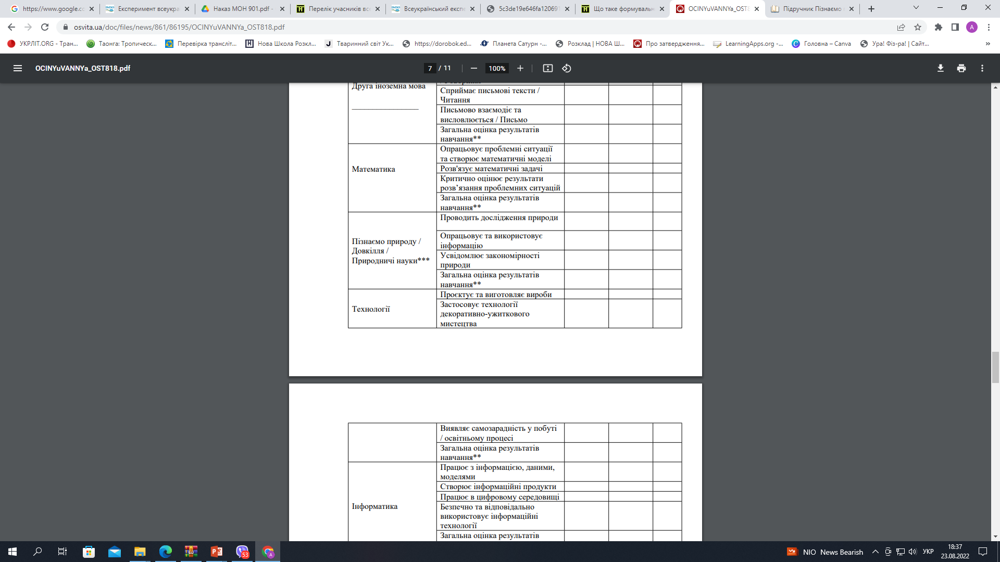 https://www.google.cc
Експеримент всеукра
Наказ МОН 901.pdf -
Перелік учасників все
Всеукраїнський експе
5c3de19e646fa120691
Що таке формувальн
OCINYuVANNYa_OST8
Підручник Пізнаємо
osvita.ua/doc/files/news/861/86195/OCINYuVANNYa_OST818.pdf
A
УКРЛІТ.ORG - Тран...
Таонга: Тропическ...
Перевірка трансліт...
Нова Школа Розкл...
Тваринний світ Ук...
https://dorobok.ed...
Планета Сатурн -...
Розклад | НОВА Ш...
Про затвердження...
LearningApps.org -...
Головна – Canva
Ура! Фіз-ра! | Сайт...
»
OCINYuVANNYa_OST818.pdf
7 / 11
100%
Друга іноземна мова
Сприймає письмові тексти /
Читання
Письмово взаємодіє та
висловлюється / Письмо
Загальна оцінка результатів
навчання**
Математика
Опрацьовує проблемні ситуації
та створює математичні моделі
Розв'язує математичні задачі
Критично оцінює результати
розв’язання проблемних ситуацій
Загальна оцінка результатів
навчання**
Пізнаємо природу /
Довкілля /
Природничі науки***
Проводить дослідження природи
Опрацьовує та використовує
інформацію
Усвідомлює закономірності
природи
Загальна оцінка результатів
навчання**
Технології
Проєктує та виготовляє вироби
Застосовує технології
декоративно-ужиткового
мистецтва
Виявляє самозарадність у побуті
/ освітньому процесі
Загальна оцінка результатів
навчання**
Інформатика
Працює з інформацією, даними,
моделями
Створює інформаційні продукти
Працює в цифровому середовищі
Безпечно та відповідально
використовує інформаційні
технології
Загальна оцінка результатів
53
A
NIO News Bearish
УКР
18:37
23.08.2022